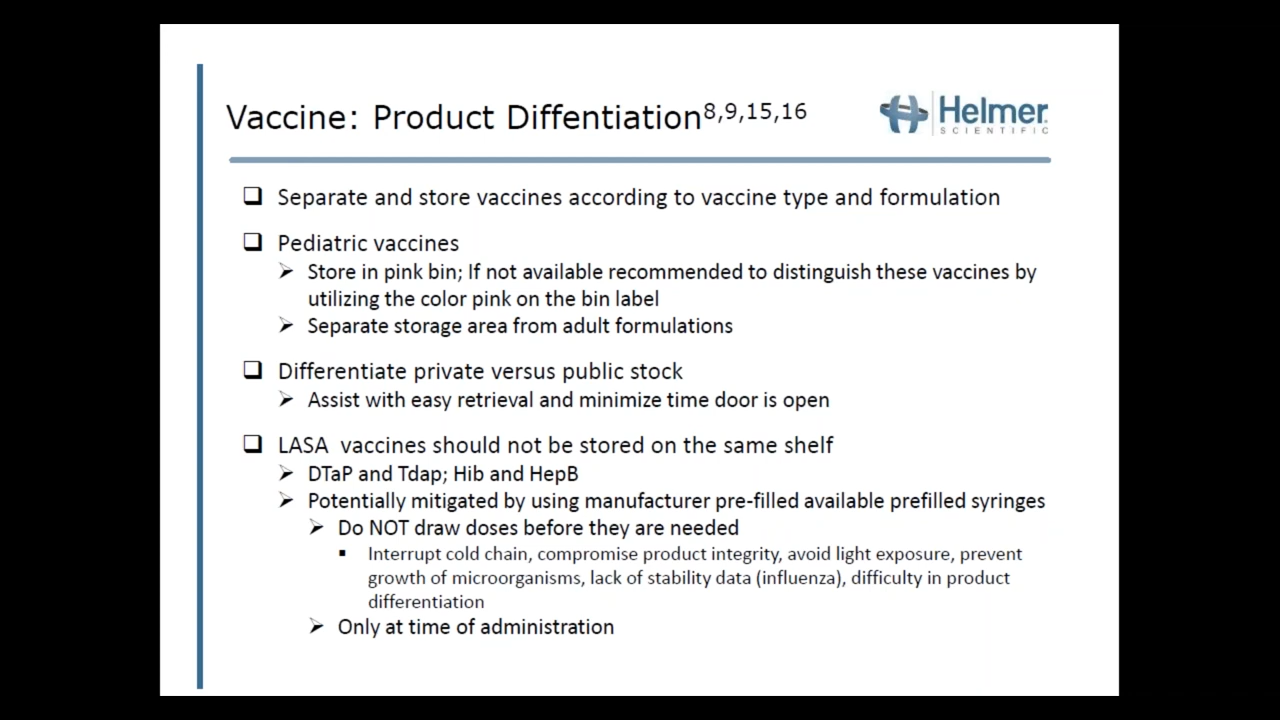 Vaccine: Product Diffentiation8,9,15,16
Helmer
SCIENTIFIC
❑ Separate and store vaccines according to vaccine type and formulation
❑ Pediatric vaccines
➢ Store in pink bin; If not available recommended to distinguish these vaccines by
utilizing the color pink on the bin label
➢ Separate storage area from adult formulations
❑ Differentiate private versus public stock
➢ Assist with easy retrieval and minimize time door is open
❑ LASA vaccines should not be stored on the same shelf
➢ DTaP and Tdap; Hib and HepB
➢ Potentially mitigated by using manufacturer pre-filled available prefilled syringes
➢ Do NOT draw doses before they are needed
▪ Interrupt cold chain, compromise product integrity, avoid light exposure, prevent
growth of microorganisms, lack of stability data (influenza), difficulty in product
differentiation
➢ Only at time of administration